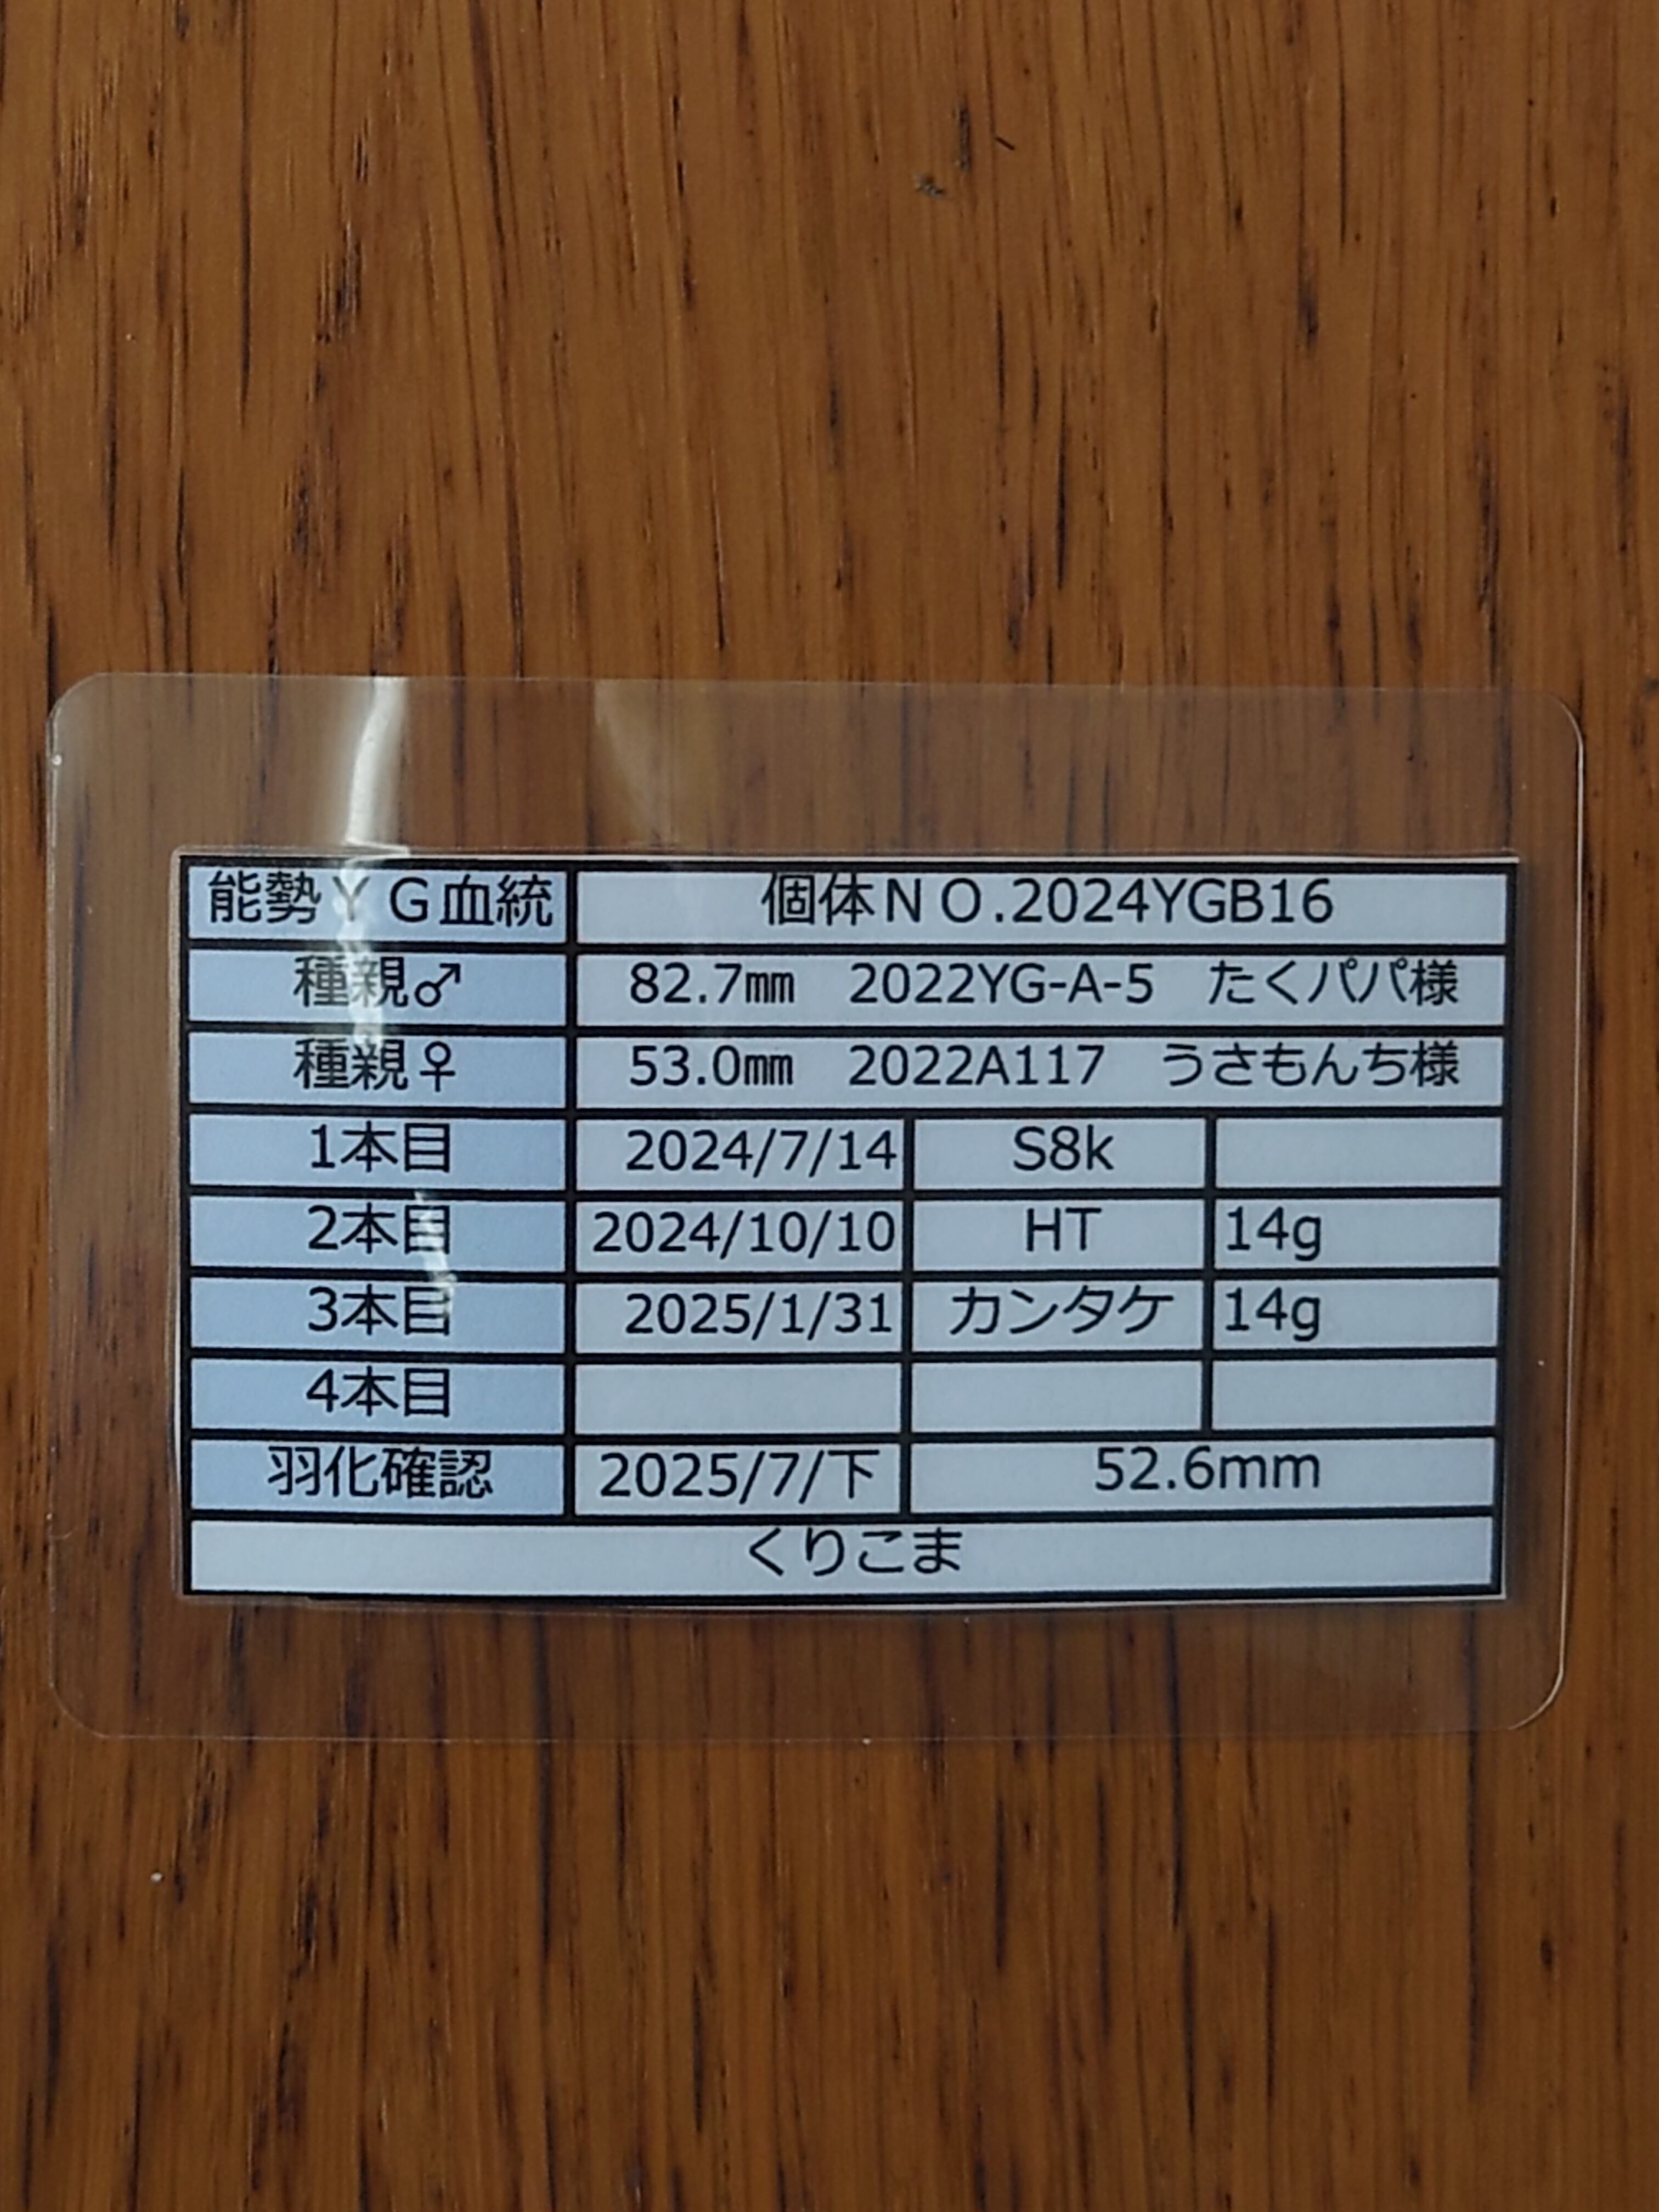 能勢ＹＧ血統 個体ＮＯ.2024YGB16
種親♂ 82.7㎜ 2022YG-A-5 たくパパ様
種親♀ 53.0㎜ 2022A117 うさもんち様
1本目 2024/7/14 S8k
2本目 2024/10/10 HT 14g
3本目 2025/1/31 カンタケ 14g
4本目
羽化確認 2025/7/下 52.6mm
くりこま